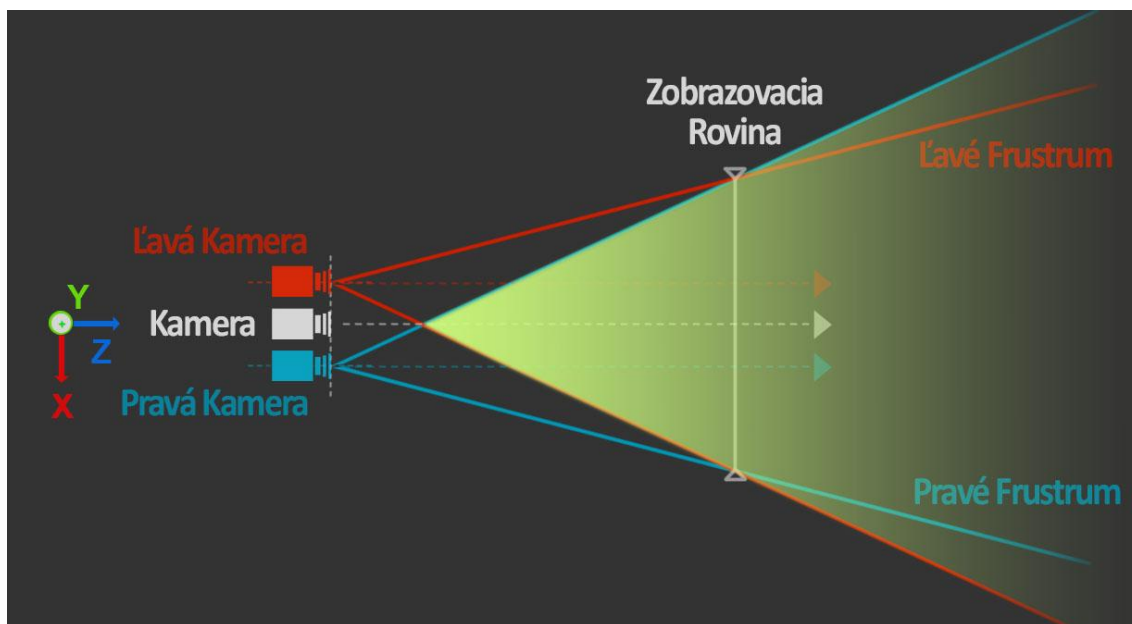 Zobrazovacia
Rovina
Ľavé Frustrum
Ľavá Kamera
Y
Kamera
Z
X
Pravá Kamera
Pravé Frustrum